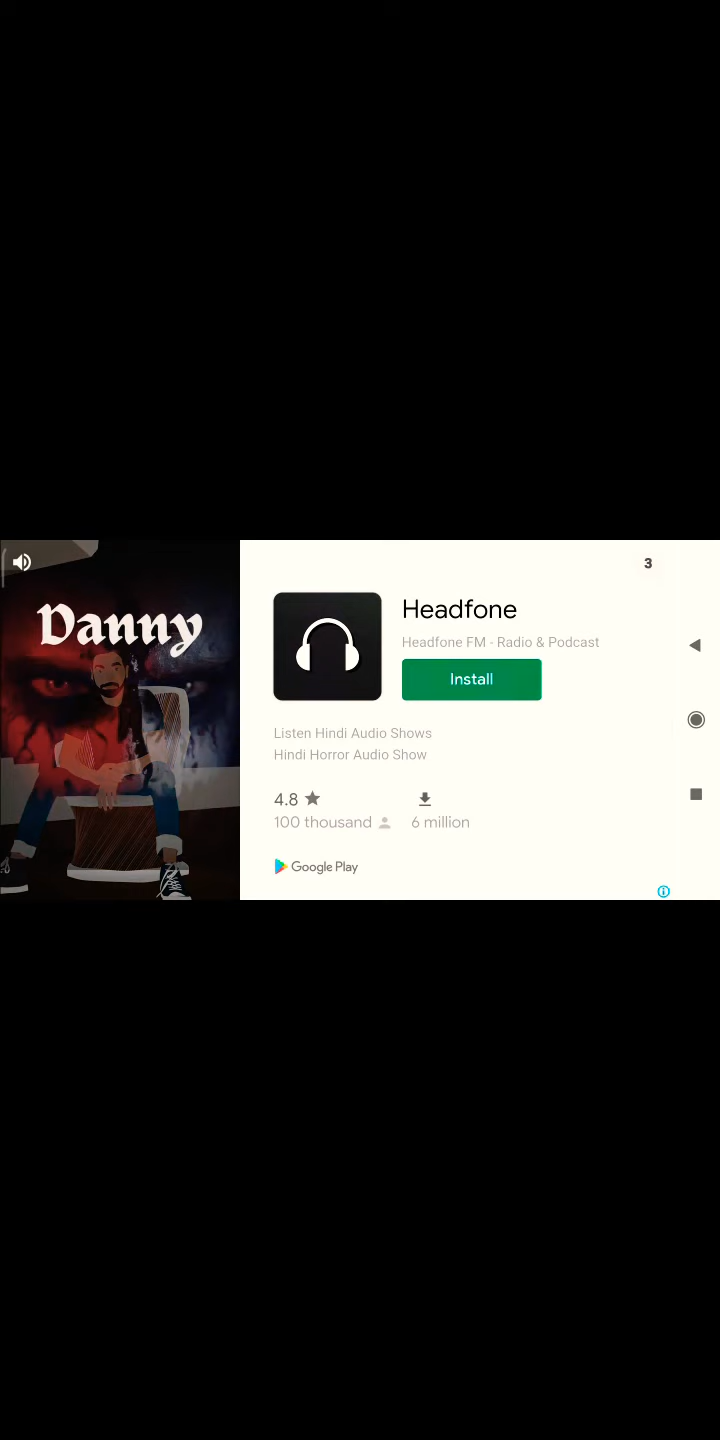 Danny
3
Headfone
Headfone FM - Radio & Podcast
Install
Listen Hindi Audio Shows
Hindi Horror Audio Show
4.8
100 thousand
6 million
Google Play